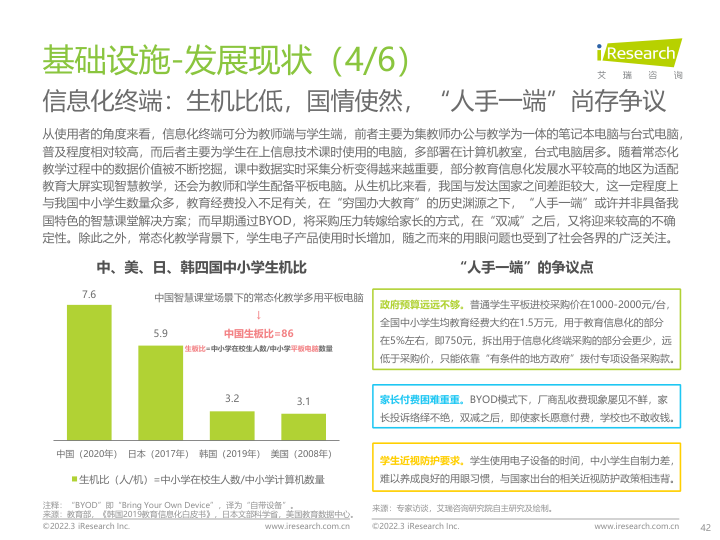 基础设施-发展现状（4/6）
iResearch
艾 瑞 咨 询
信息化终端：生机比低，国情使然，“人手一端”尚存争议
从使用者的角度来看，信息化终端可分为教师端与学生端，前者主要为集教师办公与教学为一体的笔记本电脑与台式电脑，
普及程度相对较高，而后者主要为学生在上信息技术课时使用的电脑，多部署在计算机教室，台式电脑居多。随着常态化
教学过程中的数据价值被不断挖掘，课中数据实时采集分析变得越来越重要，部分教育信息化发展水平较高的地区为适配
教育大屏实现智慧教学，还会为教师和学生配备平板电脑。从生机比来看，我国与发达国家之间差距较大，这一定程度上
与我国中小学生数量众多，教育经费投入不足有关，在“穷国办大教育”的历史渊源之下，“人手一端”或许并非具备我
国特色的智慧课堂解决方案；而早期通过BYOD，将采购压力转嫁给家长的方式，在“双减”之后，又将迎来较高的不确
定性。除此之外，常态化教学背景下，学生电子产品使用时长增加，随之而来的用眼问题也受到了社会各界的广泛关注。
中、美、日、韩四国中小学生机比
7.6
5.9
3.2
3.1
中国智慧课堂场景下的常态化教学多用平板电脑
↓
中国生板比=86
生板比=中小学在校生人数/中小学平板电脑数量
中国（2020年） 日本（2017年） 韩国（2019年） 美国（2008年）
生机比（人/机）=中小学在校生人数/中小学计算机数量
“人手一端”的争议点
政府预算远远不够。普通学生平板进校采购价在1000-2000元/台，
全国中小学生均教育经费大约在1.5万元，用于教育信息化的部分
在5%左右，即750元，拆出用于信息化终端采购的部分会更少，远
低于采购价，只能依靠“有条件的地方政府”拨付专项设备采购款。
家长付费困难重重。BYOD模式下，厂商乱收费现象屡见不鲜，家
长投诉络绎不绝，双减之后，即使家长愿意付费，学校也不敢收钱。
学生近视防护要求。学生使用电子设备的时间，中小学生自制力差，
难以养成良好的用眼习惯，与国家出台的相关近视防护政策相违背。
注释：“BYOD”即“Bring Your Own Device”，译为“自带设备”。
来源：教育部，《韩国2019教育信息化白皮书》，日本文部科学省，美国教育数据中心。
©2022.3 iResearch Inc. www.iresearch.com.cn
来源：专家访谈，艾瑞咨询研究院自主研究及绘制。
©2022.3 iResearch Inc. www.iresearch.com.cn
42